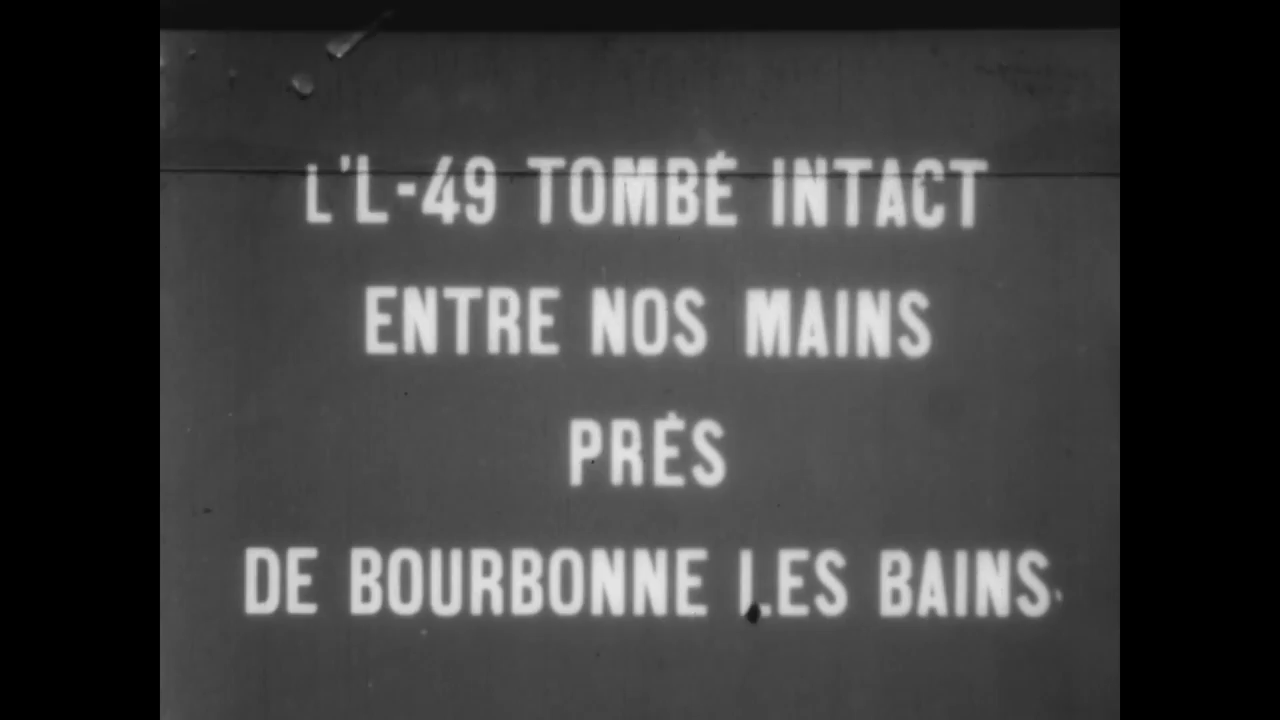 L'L-49 TOMBÉ INTACT
ENTRE NOS MAINS
PRÈS
DE BOURBONNE LES BAINS